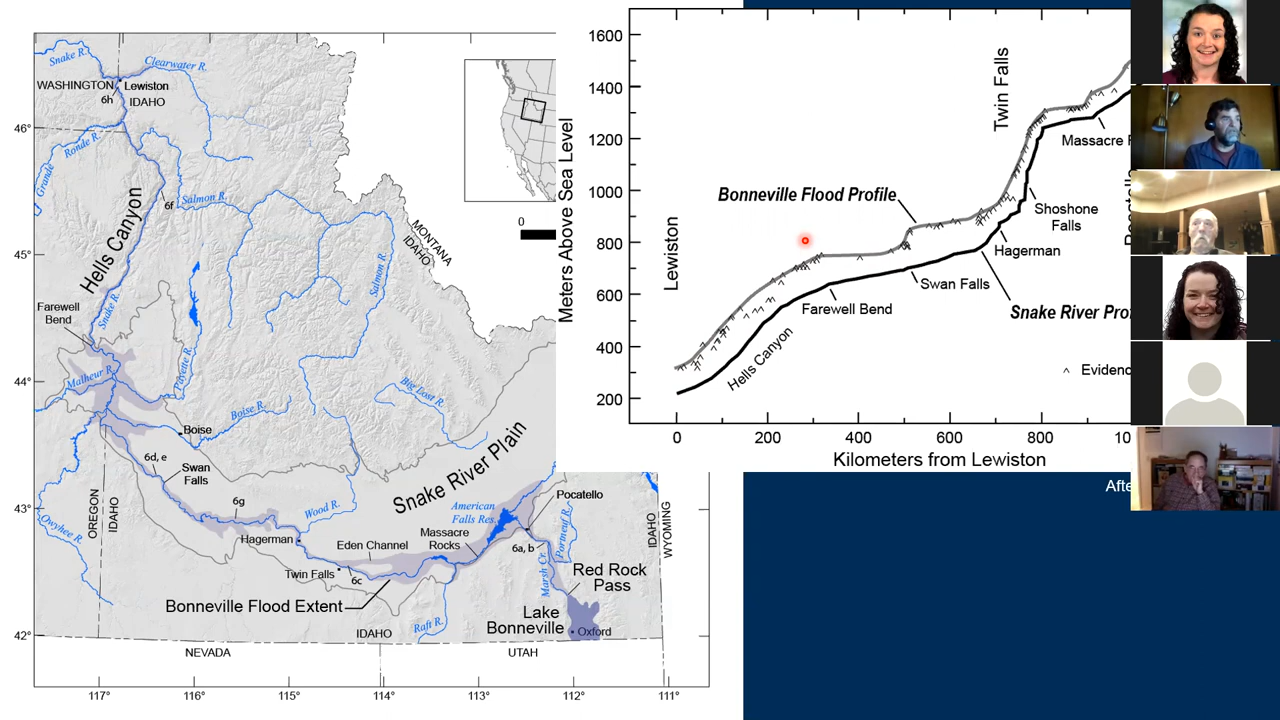 Snake R.
Clearwater R.
WASHINGTON
Lewiston
6h
IDAHO
46°
Grande
Ronde R.
Hells Canyon
6f
Salmon R.
0
MONTANA
IDAHO
45°
Salmon R.
Snake R.
Farewell
Bend
Payette R.
44°
Malheur R.
Big Lost R.
Boise R.
Boise
6d, e
Swan
Falls
Snake River Plain
OREGON
IDAHO
6g
Wood R.
American
Falls Res.
Pocatello
43°
Owyhee R.
Hagerman
Eden Channel
Massacre
Rocks
6a, b
Portneuf R.
IDAHO
WYOMING
Twin Falls
6c
Marsh Cr.
Red Rock
Pass
Bonneville Flood Extent
Lake
Bonneville
Oxford
42°
IDAHO
Raft R.
NEVADA
UTAH
117°
116°
115°
114°
113°
112°
111°
1600
1400
1200
1000
800
600
400
200
Meters Above Sea Level
Twin Falls
Massacre R
Bonneville Flood Profile
Lewiston
Shoshone
Falls
Hagerman
Swan Falls
Farewell Bend
Snake River Prof
Hells Canyon
Evidenc
0
200
400
600
800
10
Kilometers from Lewiston
Afte